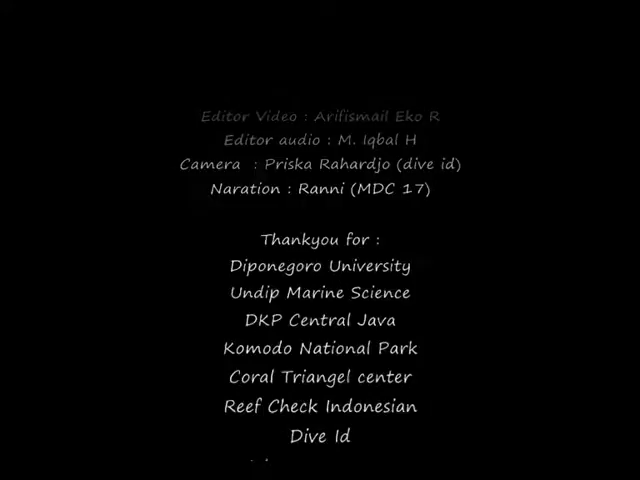 Editor Video : Arifismail Eko R
Editor audio : M. Iqbal H
Camera : Priska Rahardjo (dive id)
Naration : Ranni (MDC 17)
Thankyou for :
Diponegoro University
Undip Marine Science
DKP Central Java
Komodo National Park
Coral Triangel center
Reef Check Indonesian
Dive Id